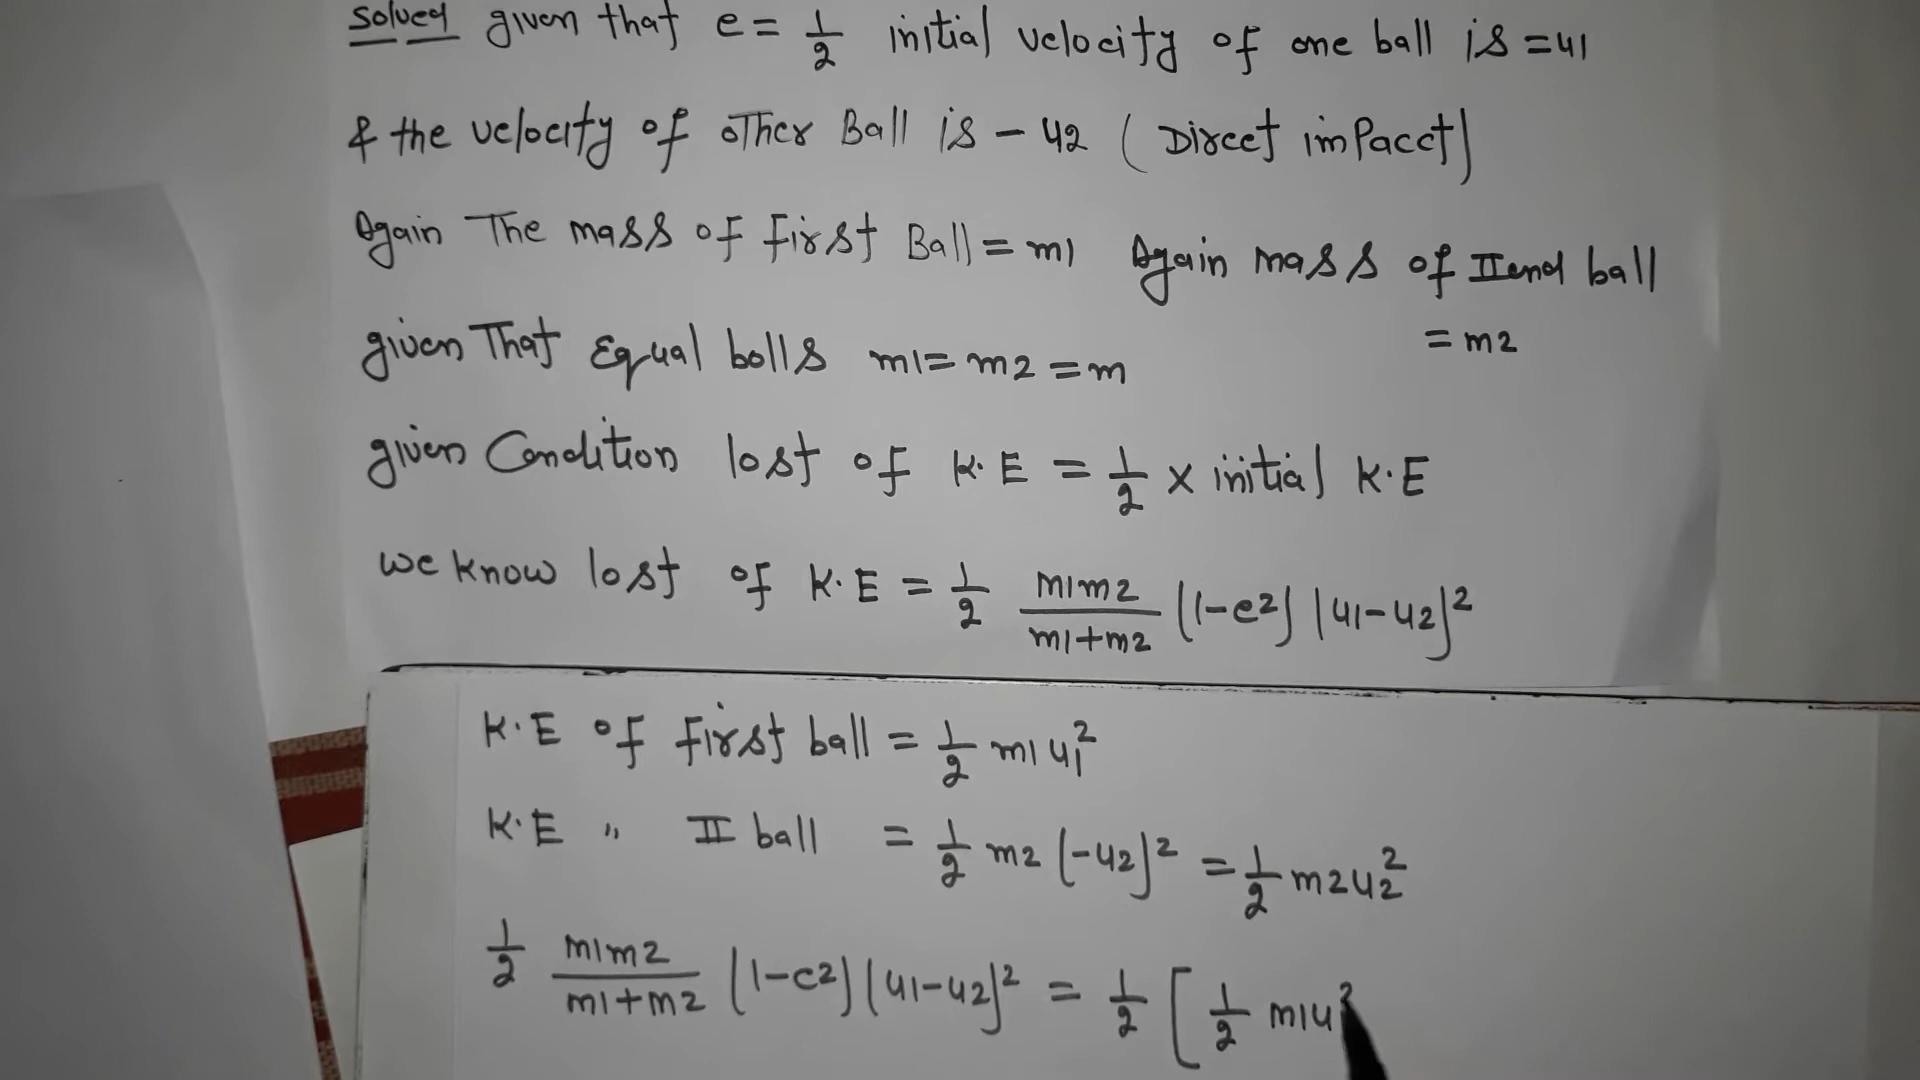 solved given that e = 1/2 initial velocity of one ball is = u1
& the velocity of other Ball is - u2 ( Direct impacct)
Again The mass of First Ball = m1 Again mass of IIend ball = m2
given That Equal bolls m1 = m2 = m
given Condition lost of K.E = 1/2 x initial K.E
we know lost of K.E = 1/2 m1m2/m1+m2 (1-e2) (u1-u2)²
K.E of First ball = 1/2 m1 u1²
K.E " II ball = 1/2 m2 (-u2)² = 1/2 m2u2²
1/2 m1m2/m1+m2 (1-e2) (u1-u2)² = 1/2 [ 1/2 m1u²